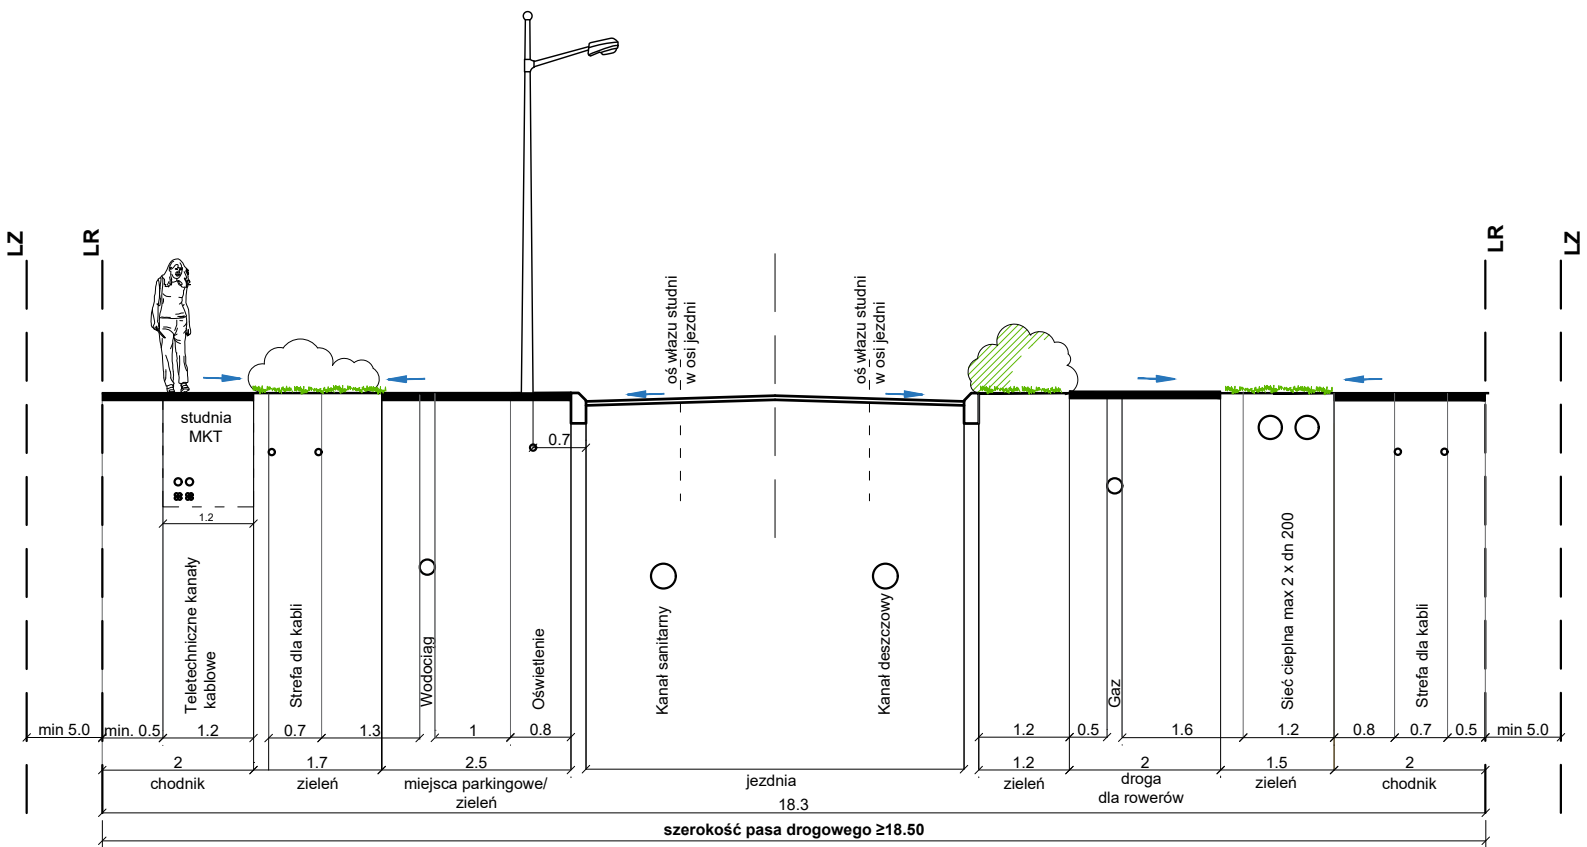 LZ
LR
LR
LZ
oś włazu studni
w osi jezdni
oś włazu studni
w osi jezdni
studnia
MKT
0.7
1.2
Teletechniczne kanały
kablowe
Strefa dla kabli
Wodociąg
Oświetlenie
Kanał sanitarny
Kanał deszczowy
Gaz
Sieć cieplna max 2 x dn 200
Strefa dla kabli
min 5.0
min. 0.5
1.2
0.7
1.3
1
0.8
1.2
0.5
1.6
1.2
0.8
0.7
0.5
min 5.0
2
1.7
2.5
1.2
2
1.5
2
chodnik
zieleń
miejsca parkingowe/
zieleń
jezdnia
zieleń
droga
dla rowerów
zieleń
chodnik
18.3
szerokość pasa drogowego ≥18.50